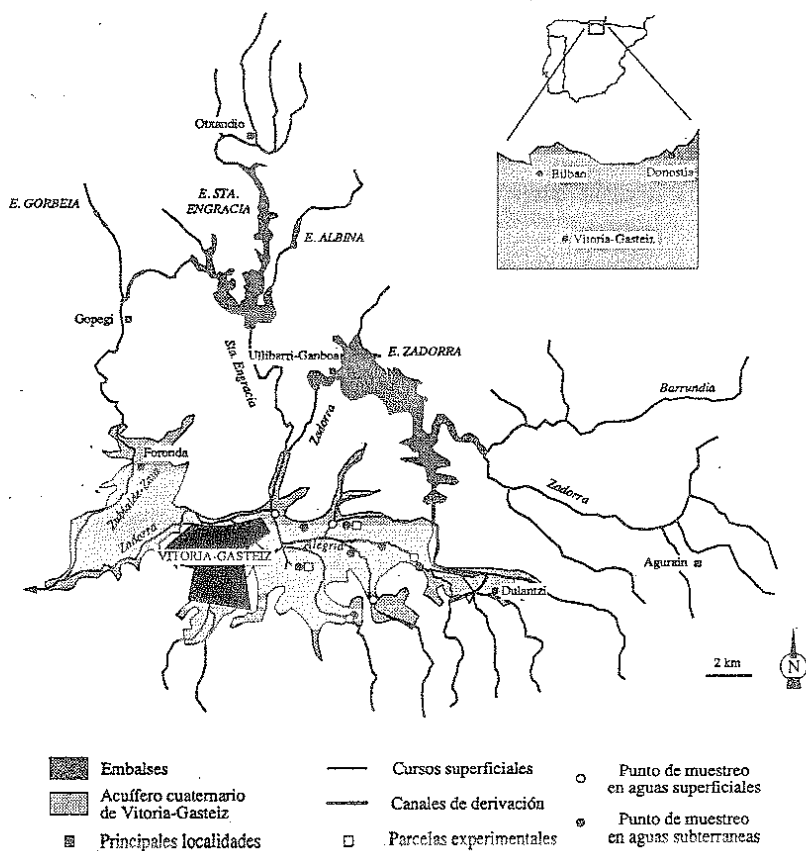 Otxandio
E. STA.
ENGRACIA
E. GORBEIA
E. ALBINA
Bilbao
Donostia
Vitoria-Gasteiz
Gopegi
Sta. Engracia
Ullibarri-Ganboa
E. ZADORRA
Zadorra
Barrundia
Foronda
Zadorra
Zadorra
VITORIA-GASTEIZ
Alegría
Agurain
Dulantzi
2 km
N
Embalses
Acuífero cuaternario
de Vitoria-Gasteiz
Principales localidades
Cursos superficiales
Canales de derivación
Parcelas experimentales
Punto de muestreo
en aguas superficiales
Punto de muestreo
en aguas subterraneas